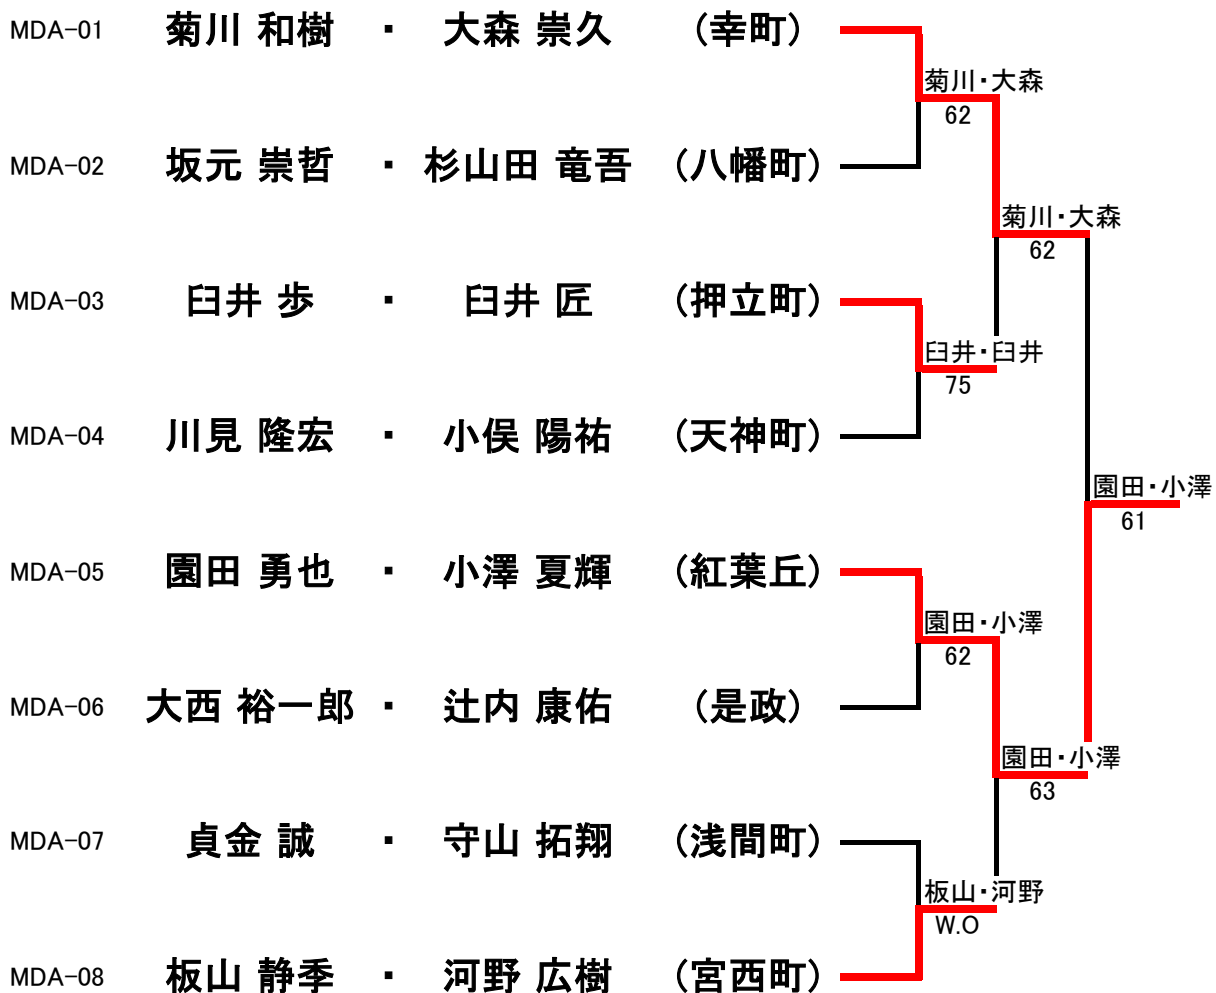 MDA-01 菊川 和樹 ・ 大森 崇久 (幸町)
菊川・大森
62
MDA-02 坂元 崇哲 ・ 杉山田 竜吾 (八幡町)
菊川・大森
62
MDA-03 臼井 歩 ・ 臼井 匠 (押立町)
臼井・臼井
75
MDA-04 川見 隆宏 ・ 小俣 陽祐 (天神町)
園田・小澤
61
MDA-05 園田 勇也 ・ 小澤 夏輝 (紅葉丘)
園田・小澤
62
MDA-06 大西 裕一郎 ・ 辻内 康佑 (是政)
園田・小澤
63
MDA-07 貞金 誠 ・ 守山 拓翔 (浅間町)
板山・河野
W.O
MDA-08 板山 静季 ・ 河野 広樹 (宮西町)